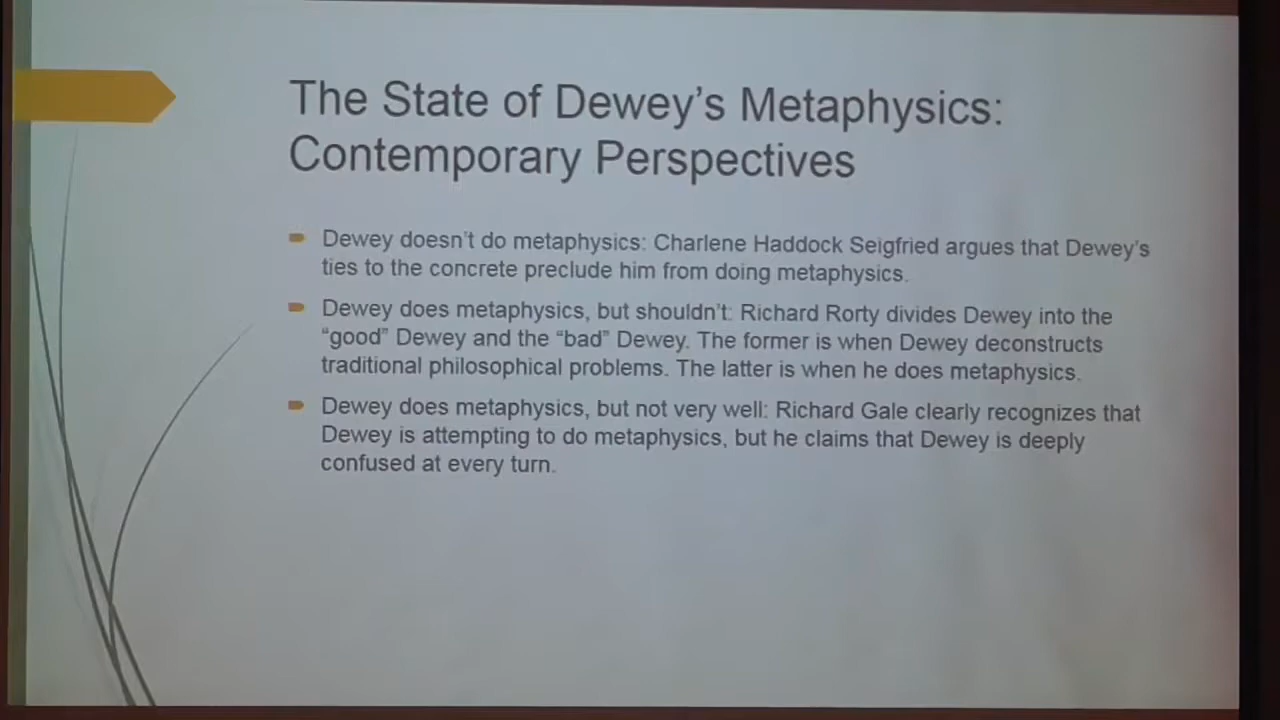 The State of Dewey's Metaphysics:
Contemporary Perspectives
Dewey doesn't do metaphysics: Charlene Haddock Seigfried argues that Dewey's
ties to the concrete preclude him from doing metaphysics.
Dewey does metaphysics, but shouldn't: Richard Rorty divides Dewey into the
“good” Dewey and the “bad” Dewey. The former is when Dewey deconstructs
traditional philosophical problems. The latter is when he does metaphysics.
Dewey does metaphysics, but not very well: Richard Gale clearly recognizes that
Dewey is attempting to do metaphysics, but he claims that Dewey is deeply
confused at every turn.